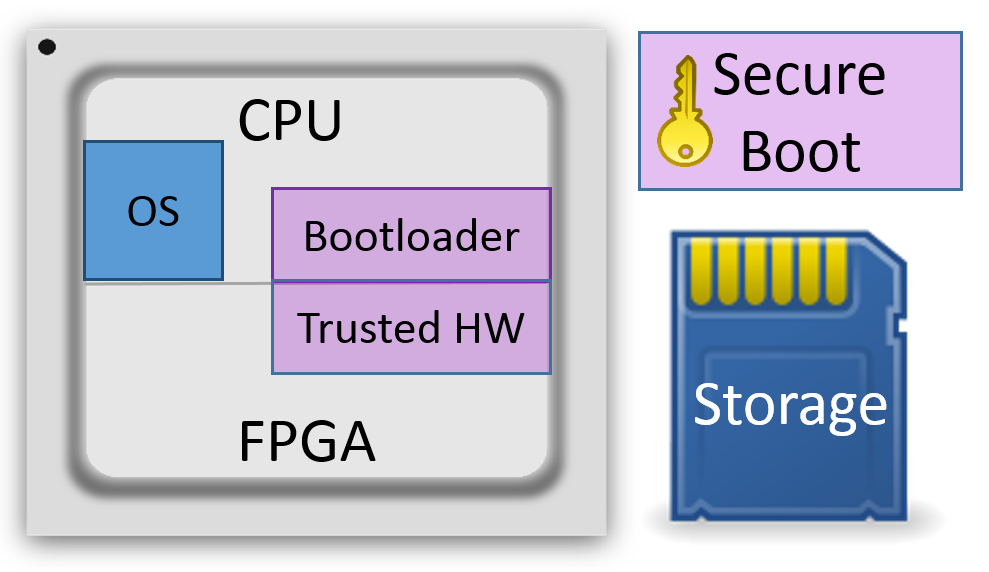 CPU
OS
Bootloader
Trusted HW
FPGA
Secure
Boot
Storage